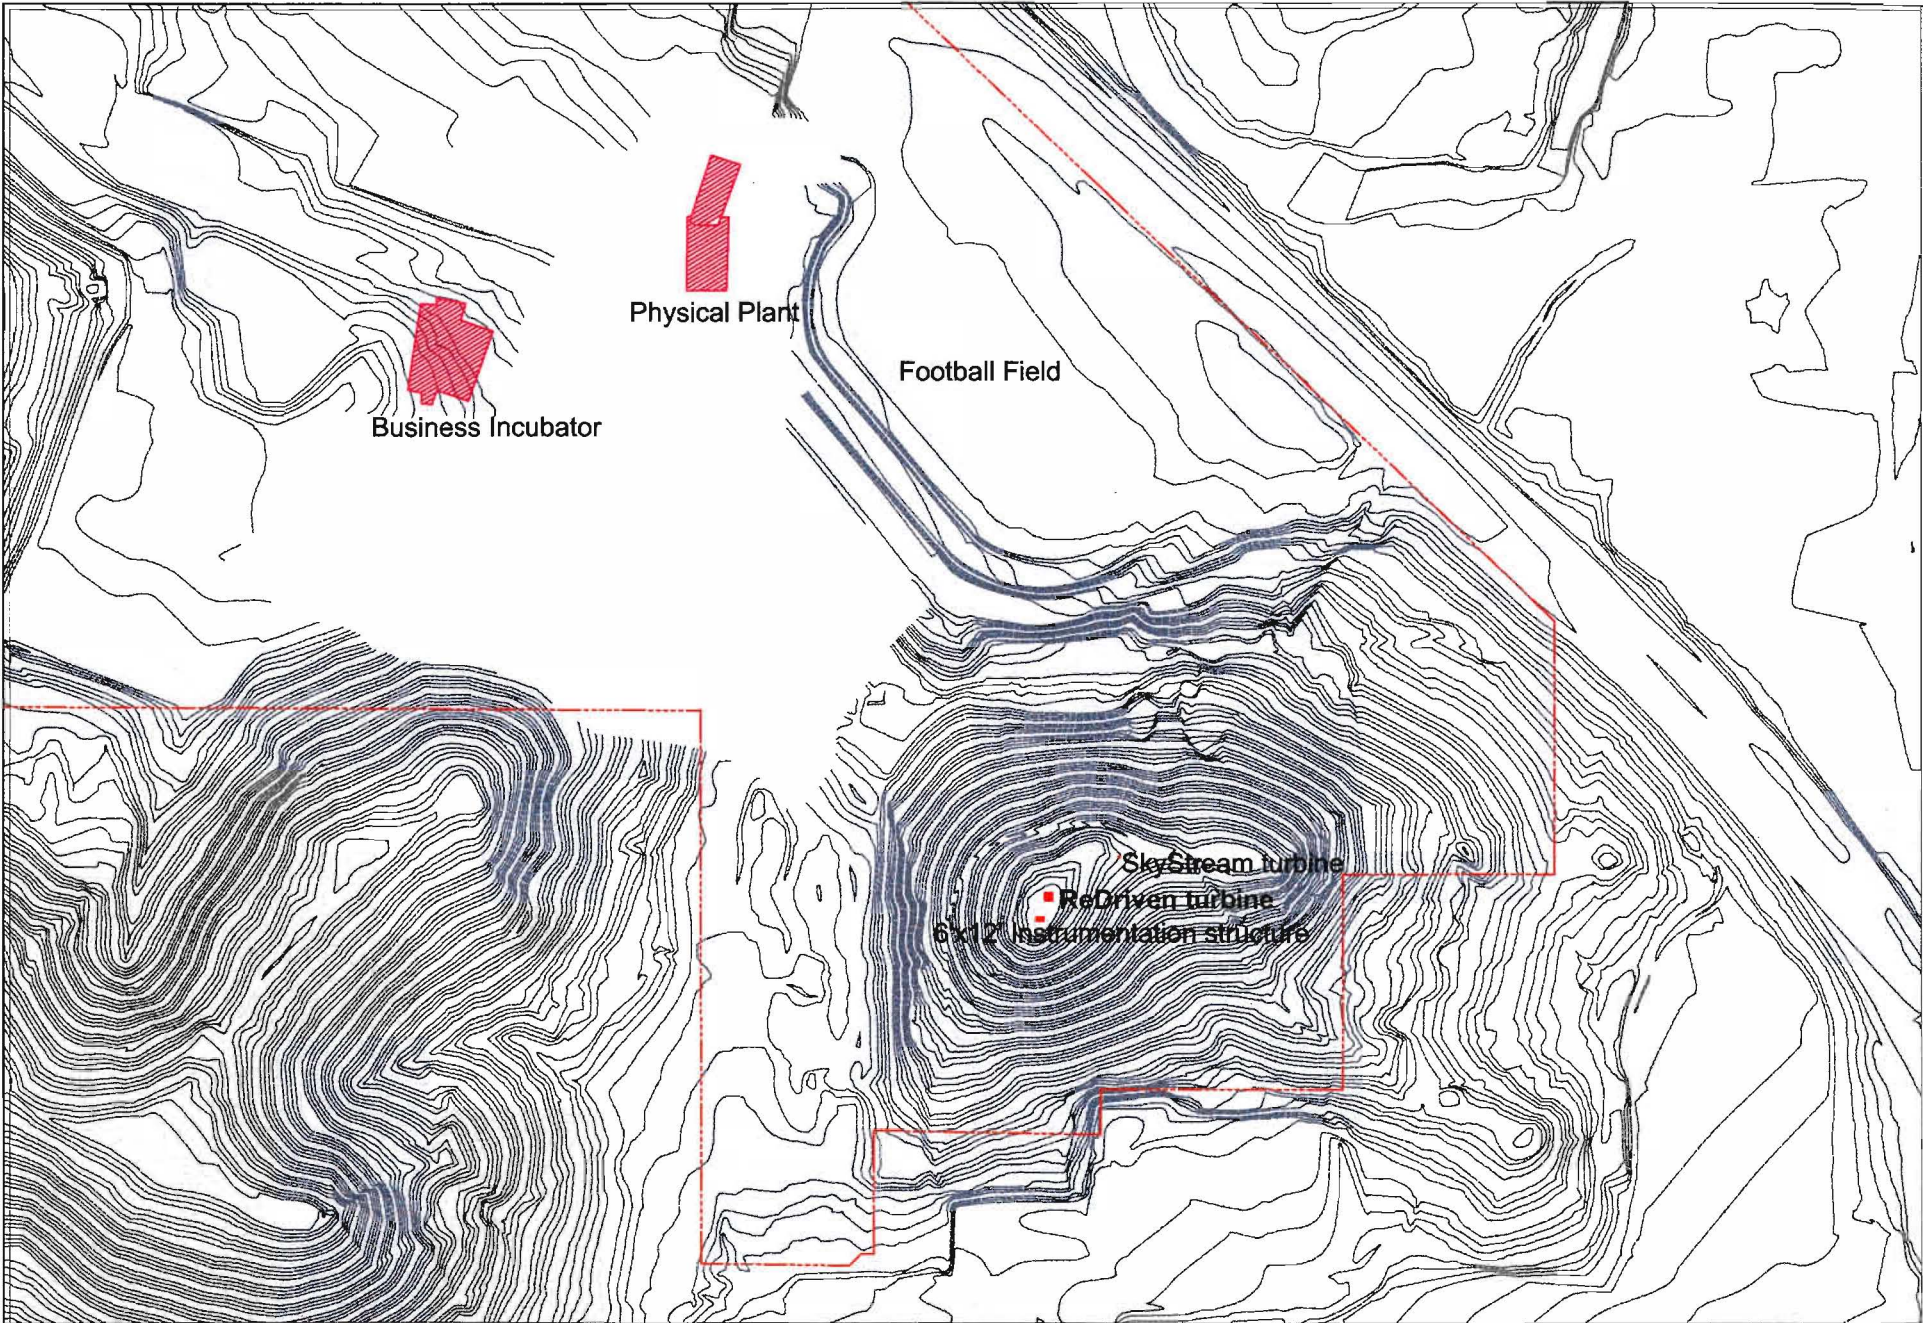 Physical Plant
Football Field
Business Incubator
SkyStream turbine
ReDriven turbine
6'x12' Instrumentation structure